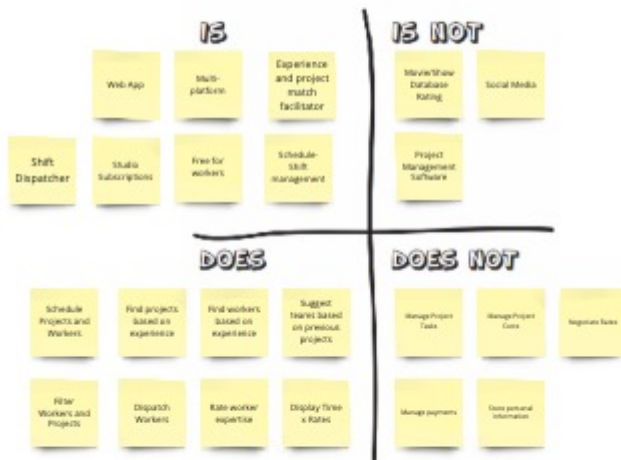 IS
Web App
Multi-
platform
Experience
and project
match
facilitator
Shift
Dispatcher
Studio
Subscriptions
Free for
workers
Schedule-
Shift
management
IS NOT
Movie/Show
Database
Rating
Social Media
Project
Management
Software
DOES
Schedule
Projects and
Workers
Find projects
based on
experience
Find workers
based on
experience
Suggest
teams based
on previous
projects
Filter
Workers and
Projects
Dispatch
Workers
Rate worker
expertise
Display Time
x Rates
DOES NOT
Manage Project
Tasks
Manage Project
Costs
Negotiate Rates
Manage payments
Store personal
information